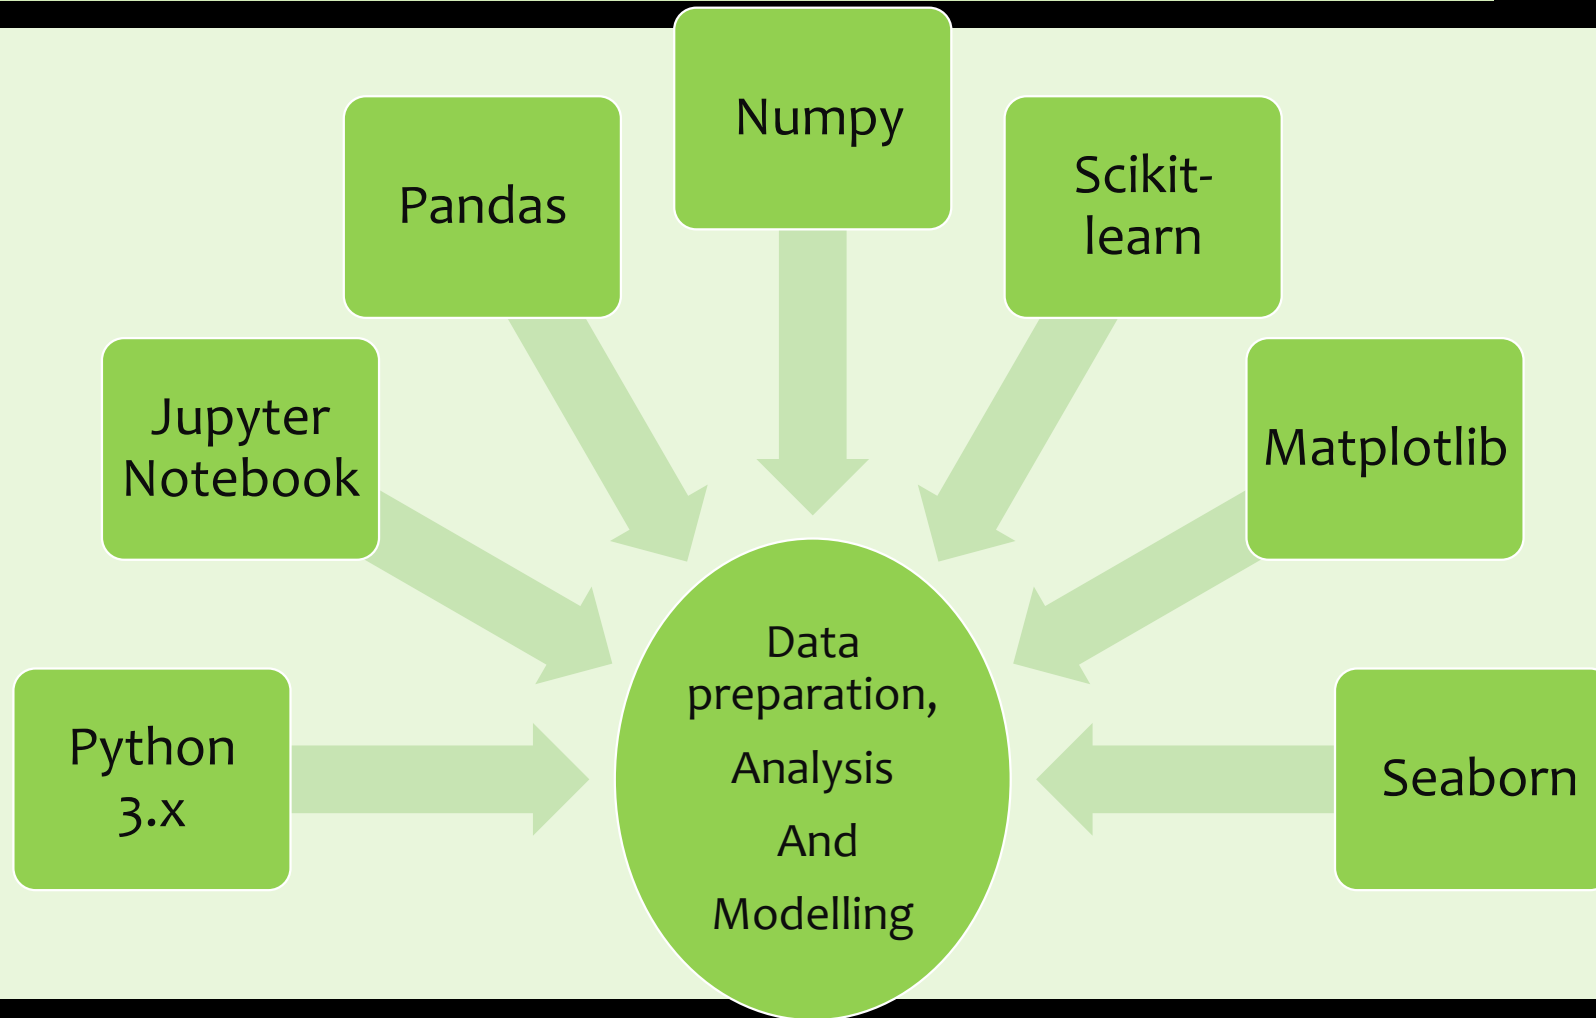 Numpy
Pandas
Scikit-
learn
Jupyter
Notebook
Matplotlib
Python
3.x
Seaborn
Data
preparation,
Analysis
And
Modelling